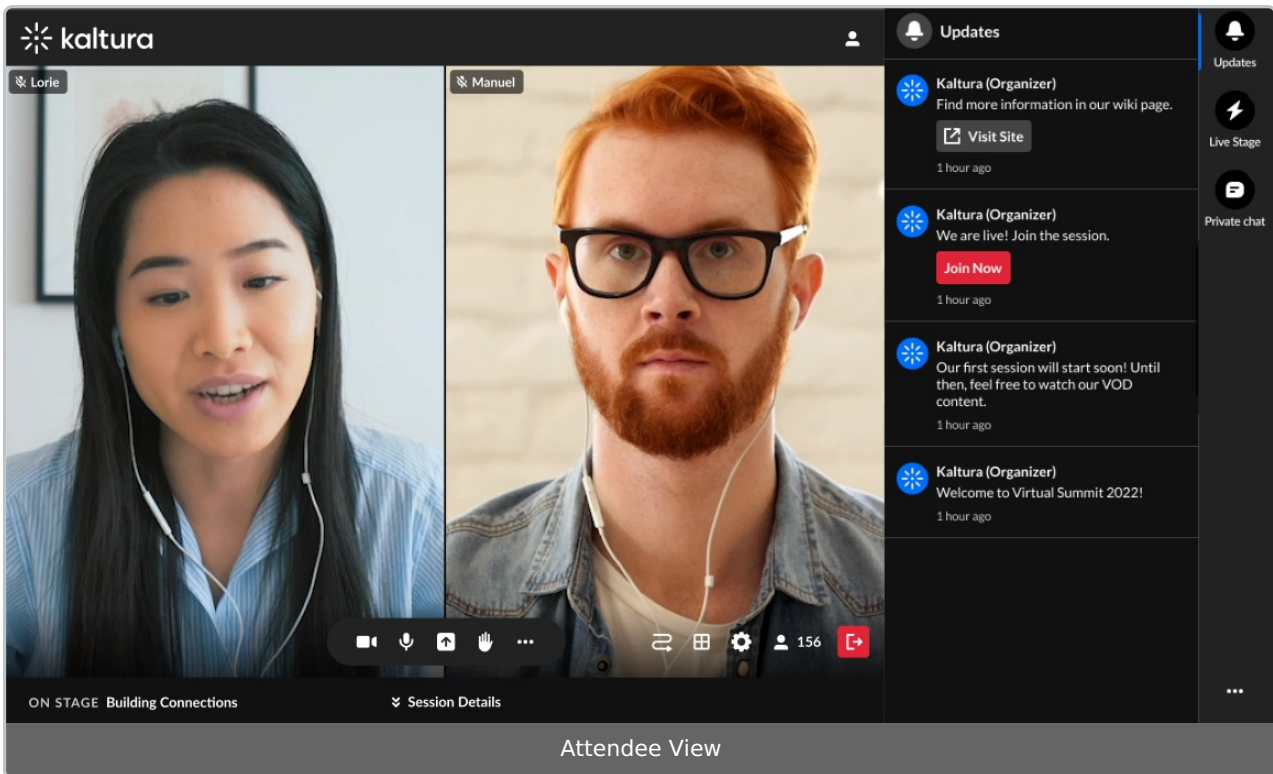 kaltura
Lorie
Manuel
156
ON STAGE Building Connections
Session Details
Updates
Kaltura (Organizer)
Find more information in our wiki page.
Visit Site
1 hour ago
Kaltura (Organizer)
We are live! Join the session.
Join Now
1 hour ago
Kaltura (Organizer)
Our first session will start soon! Until
then, feel free to watch our VOD
content.
1 hour ago
Kaltura (Organizer)
Welcome to Virtual Summit 2022!
1 hour ago
Updates
Live Stage
Private chat
Attendee View